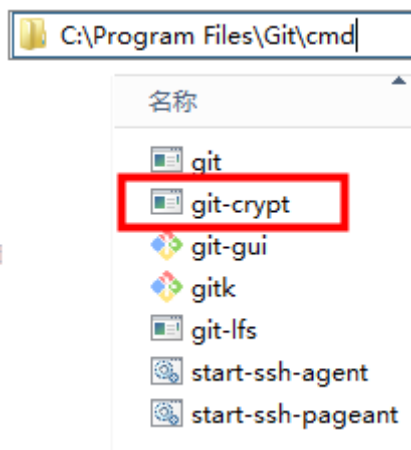 C:\Program Files\Git\cmd
名称
git
git-crypt
git-gui
gitk
git-lfs
start-ssh-agent
start-ssh-pageant